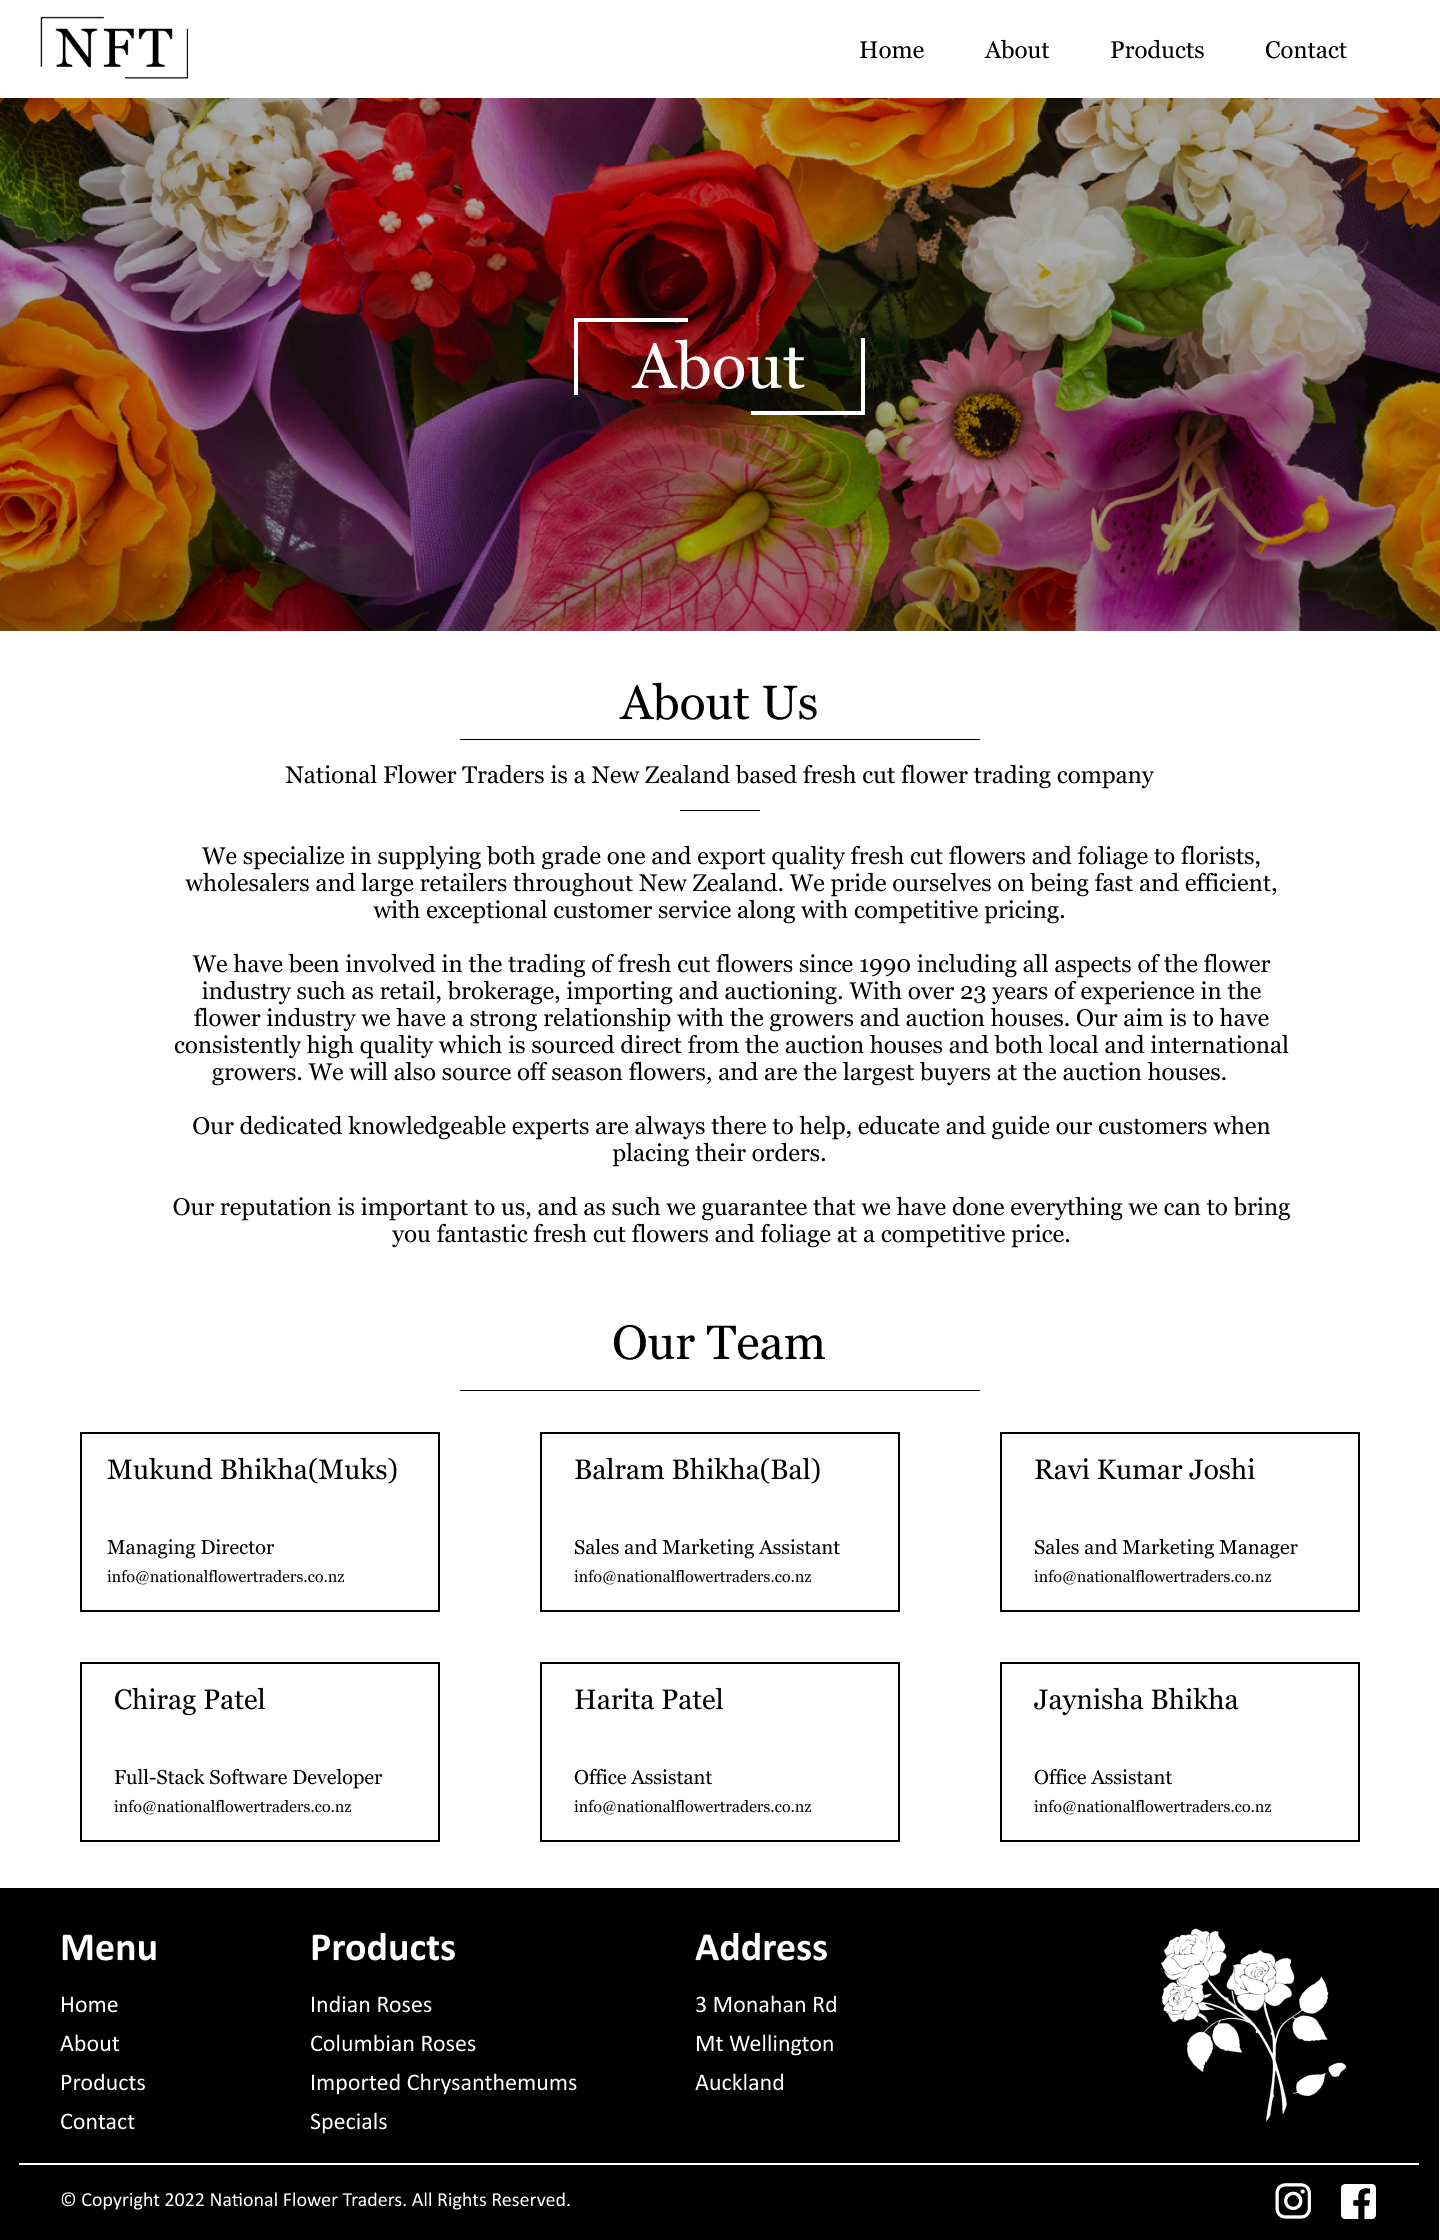 NFT
Home About Products Contact
About
About Us
National Flower Traders is a New Zealand based fresh cut flower trading company
We specialize in supplying both grade one and export quality fresh cut flowers and foliage to florists,
wholesalers and large retailers throughout New Zealand. We pride ourselves on being fast and efficient,
with exceptional customer service along with competitive pricing.
We have been involved in the trading of fresh cut flowers since 1990 including all aspects of the flower
industry such as retail, brokerage, importing and auctioning. With over 23 years of experience in the
flower industry we have a strong relationship with the growers and auction houses. Our aim is to have
consistently high quality which is sourced direct from the auction houses and both local and international
growers. We will also source off season flowers, and are the largest buyers at the auction houses.
Our dedicated knowledgeable experts are always there to help, educate and guide our customers when
placing their orders.
Our reputation is important to us, and as such we guarantee that we have done everything we can to bring
you fantastic fresh cut flowers and foliage at a competitive price.
Our Team
Mukund Bhikha(Muks)
Managing Director
info@nationalflowertraders.co.nz
Balram Bhikha(Bal)
Sales and Marketing Assistant
info@nationalflowertraders.co.nz
Ravi Kumar Joshi
Sales and Marketing Manager
info@nationalflowertraders.co.nz
Chirag Patel
Full-Stack Software Developer
info@nationalflowertraders.co.nz
Harita Patel
Office Assistant
info@nationalflowertraders.co.nz
Jaynisha Bhikha
Office Assistant
info@nationalflowertraders.co.nz
Menu
Home
About
Products
Contact
Products
Indian Roses
Columbian Roses
Imported Chrysanthemums
Specials
Address
3 Monahan Rd
Mt Wellington
Auckland
© Copyright 2022 National Flower Traders. All Rights Reserved.